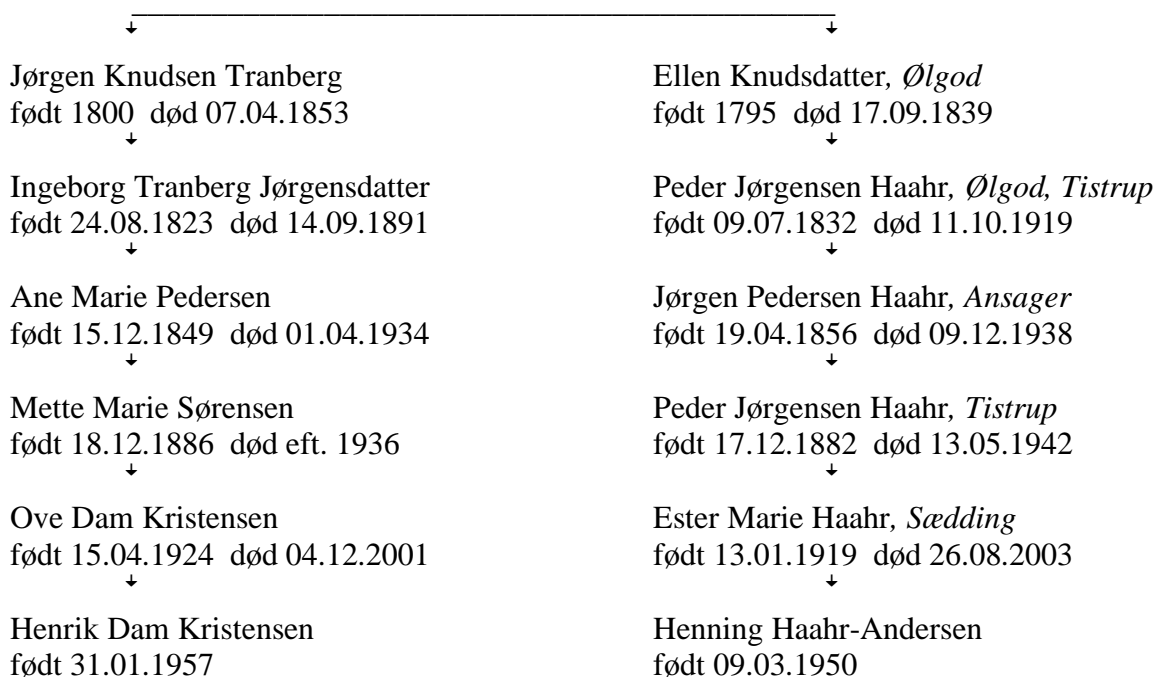 Jørgen Knudsen Tranberg
født 1800 død 07.04.1853
Ingeborg Tranberg Jørgensdatter
født 24.08.1823 død 14.09.1891
Ane Marie Pedersen
født 15.12.1849 død 01.04.1934
Mette Marie Sørensen
født 18.12.1886 død eft. 1936
Ove Dam Kristensen
født 15.04.1924 død 04.12.2001
Henrik Dam Kristensen
født 31.01.1957
Ellen Knudsdatter, Ølgod
født 1795 død 17.09.1839
Peder Jørgensen Haahr, Ølgod, Tistrup
født 09.07.1832 død 11.10.1919
Jørgen Pedersen Haahr, Ansager
født 19.04.1856 død 09.12.1938
Peder Jørgensen Haahr, Tistrup
født 17.12.1882 død 13.05.1942
Ester Marie Haahr, Sædding
født 13.01.1919 død 26.08.2003
Henning Haahr-Andersen
født 09.03.1950